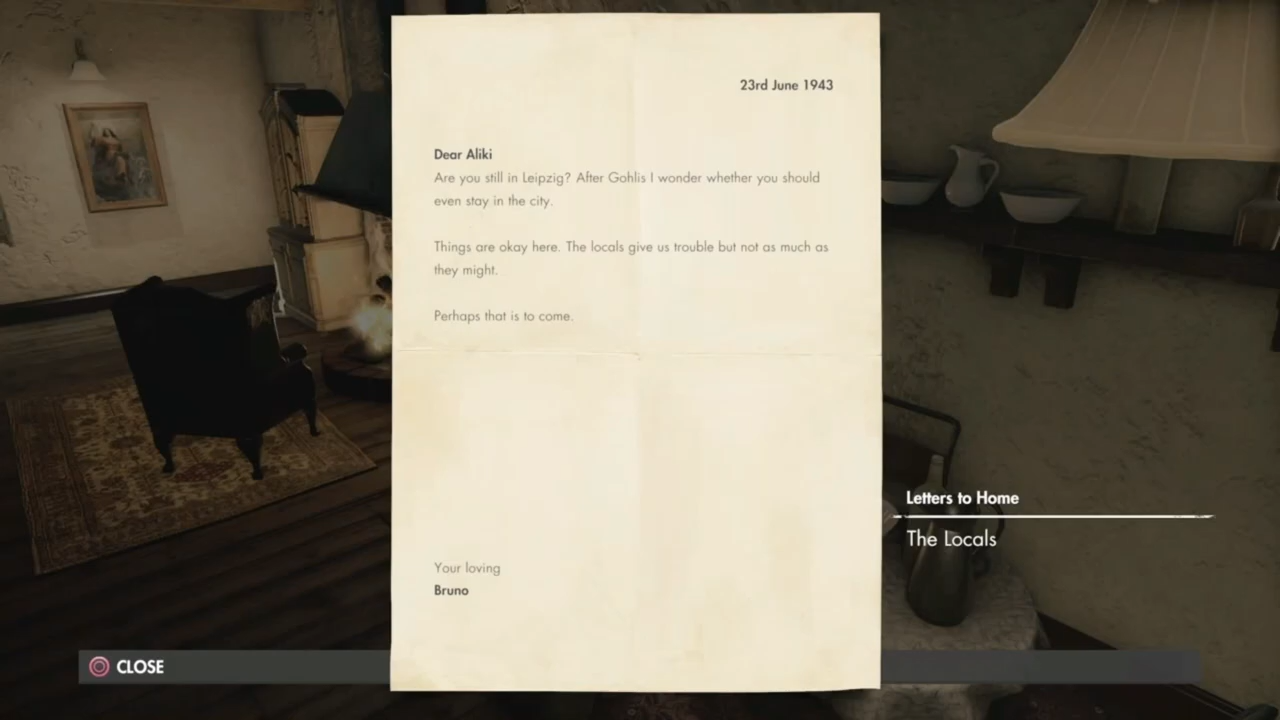 23rd June 1943
Dear Aliki
Are you still in Leipzig? After Gohlis I wonder whether you should
even stay in the city.
Things are okay here. The locals give us trouble but not as much as
they might.
Perhaps that is to come.
Your loving
Bruno
Letters to Home
The Locals
CLOSE